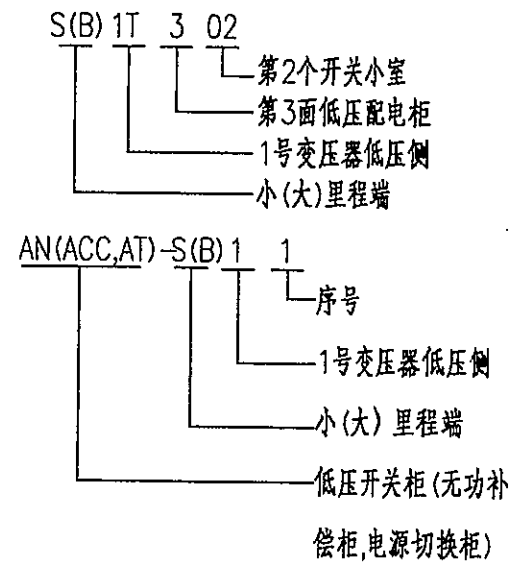 S(B) 1T 3 02
第2个开关小室
第3面低压配电柜
1号变压器低压侧
小(大)里程端
AN(ACC,AT)-S(B) 1 1
序号
1号变压器低压侧
小(大)里程端
低压开关柜(无功补
偿柜,电源切换柜)